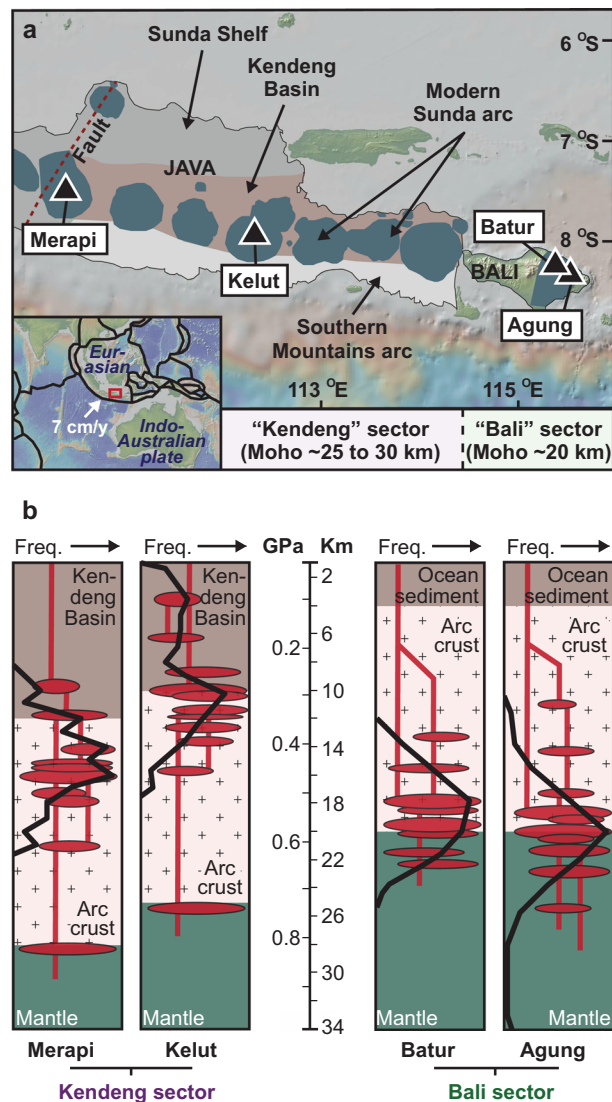 a
Sunda Shelf
Kendeng
Basin
Modern
Sunda arc
6 °S
7 °S
8 °S
Fault
JAVA
Merapi
Kelut
Batur
BALI
Agung
Southern
Mountains arc
113 °E
115 °E
Eur-
asian
7 cm/y
Indo-
Australian
plate
“Kendeng” sector
(Moho ~25 to 30 km)
“Bali” sector
(Moho ~20 km)
b
Freq.
Freq.
GPa
Km
Freq.
Freq.
Ken-
deng
Basin
Kendeng
Basin
Ocean
sediment
Ocean
sediment
Arc
crust
Arc
crust
Arc
crust
Arc
crust
0.2
0.4
0.6
0.8
2
6
10
14
18
22
26
30
34
Mantle
Mantle
Mantle
Mantle
Merapi
Kelut
Batur
Agung
Kendeng sector
Bali sector